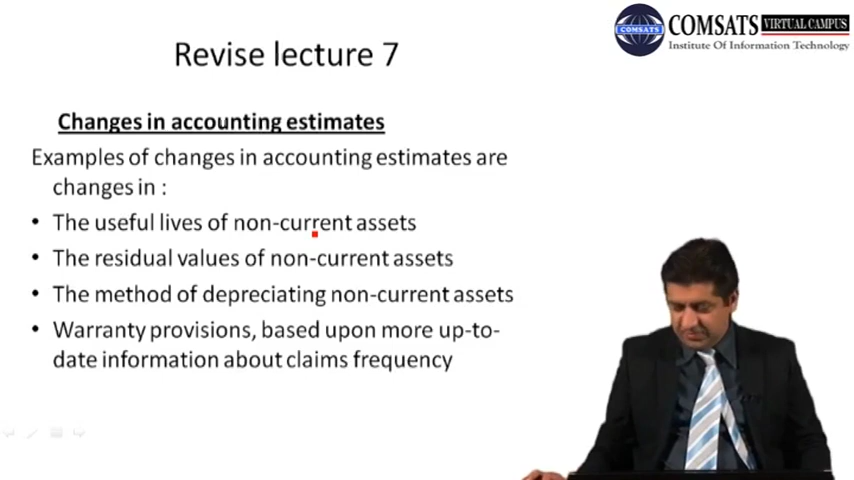 COMSATS VIRTUAL CAMPUS
COMSATS
Institute Of Information Technology
Revise lecture 7
Changes in accounting estimates
Examples of changes in accounting estimates are
changes in :
• The useful lives of non-current assets
• The residual values of non-current assets
• The method of depreciating non-current assets
• Warranty provisions, based upon more up-to-
date information about claims frequency